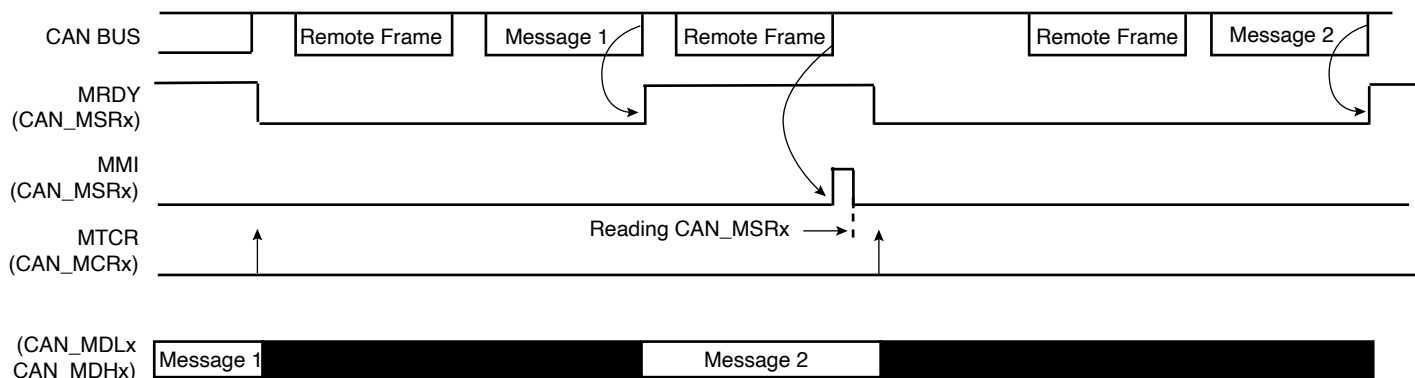 CAN BUS
Remote Frame
Message 1
Remote Frame
Remote Frame
Message 2
MRDY
(CAN_MSRx)
MMI
(CAN_MSRx)
Reading CAN_MSRx
MTCR
(CAN_MCRx)
(CAN_MDLx
CAN_MDHx)
Message 1
Message 2